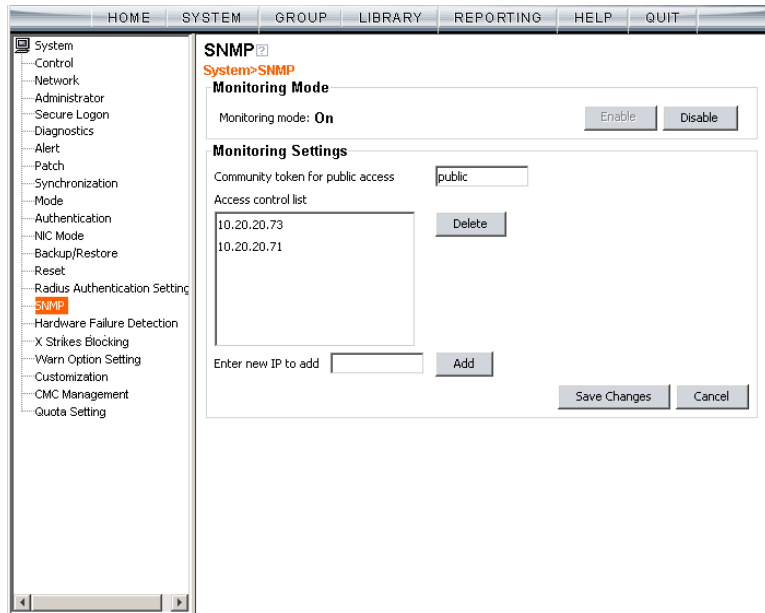 HOME SYSTEM GROUP LIBRARY REPORTING HELP QUIT
System
Control
Network
Administrator
Secure Logon
Diagnostics
Alert
Patch
Synchronization
Mode
Authentication
NIC Mode
Backup/Restore
Reset
Radius Authentication Setting
SNMP
Hardware Failure Detection
X Strikes Blocking
Warn Option Setting
Customization
CMC Management
Quota Setting
SNMP ?
System>SNMP
Monitoring Mode
Monitoring mode: On Enable Disable
Monitoring Settings
Community token for public access public
Access control list
10.20.20.73 Delete
10.20.20.71
Enter new IP to add Add
Save Changes Cancel